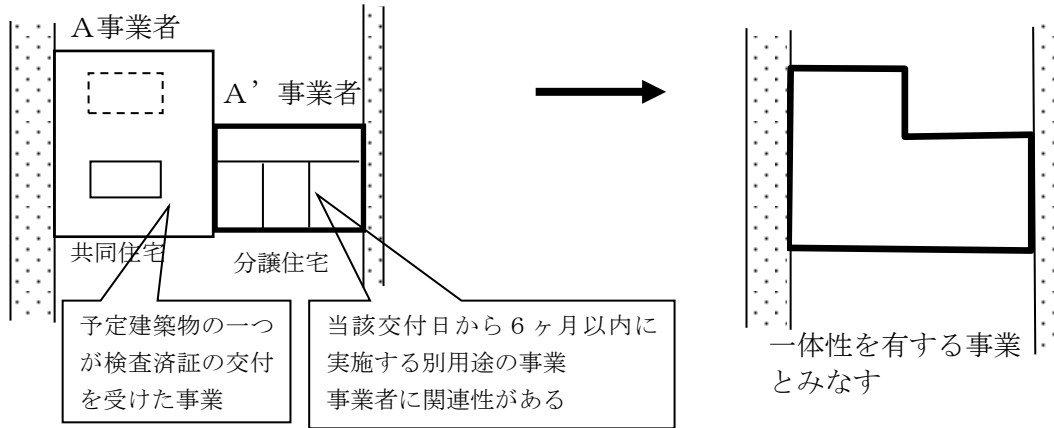 A事業者
A’事業者
共同住宅
分譲住宅
予定建築物の一つ
が検査済証の交付
を受けた事業
当該交付日から6ヶ月以内に
実施する別用途の事業
事業者に関連性がある
一体性を有する事業
とみなす